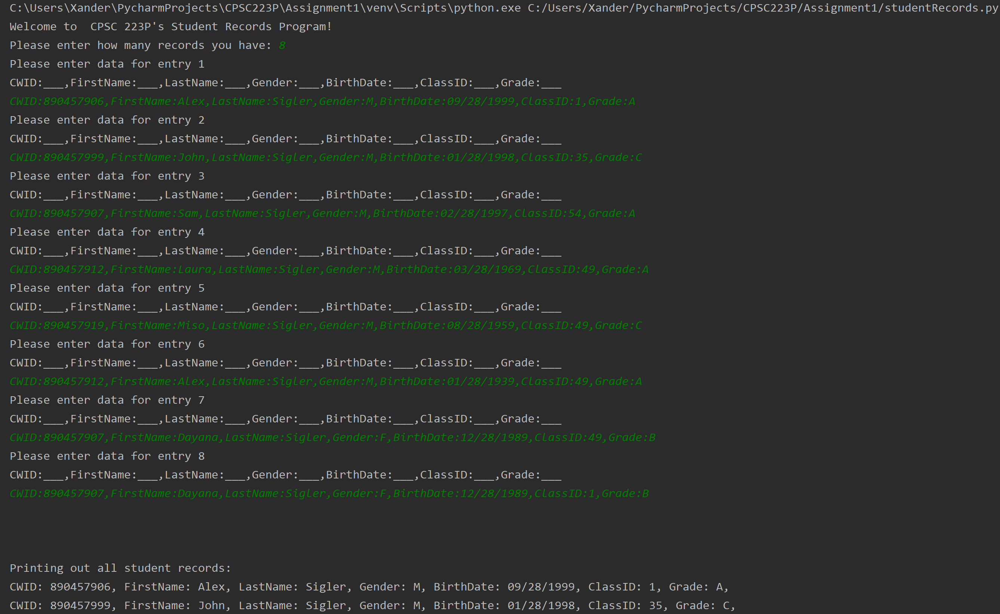 C:\Users\Xander\PycharmProjects\CPSC223P\Assignment1\venv\Scripts\python.exe C:/Users/Xander/PycharmProjects/CPSC223P/Assignment1/studentRecords.py
Welcome to  CPSC 223P's Student Records Program!
Please enter how many records you have: 8
Please enter data for entry 1
CWID:___,FirstName:___,LastName:___,Gender:___,BirthDate:___,ClassID:___,Grade:___
CWID:890457906,FirstName:Alex,LastName:Sigler,Gender:M,BirthDate:09/28/1999,ClassID:1,Grade:A
Please enter data for entry 2
CWID:___,FirstName:___,LastName:___,Gender:___,BirthDate:___,ClassID:___,Grade:___
CWID:890457999,FirstName:John,LastName:Sigler,Gender:M,BirthDate:01/28/1998,ClassID:35,Grade:C
Please enter data for entry 3
CWID:___,FirstName:___,LastName:___,Gender:___,BirthDate:___,ClassID:___,Grade:___
CWID:890457907,FirstName:Sam,LastName:Sigler,Gender:M,BirthDate:02/28/1997,ClassID:54,Grade:A
Please enter data for entry 4
CWID:___,FirstName:___,LastName:___,Gender:___,BirthDate:___,ClassID:___,Grade:___
CWID:890457912,FirstName:Laura,LastName:Sigler,Gender:M,BirthDate:03/28/1969,ClassID:49,Grade:A
Please enter data for entry 5
CWID:___,FirstName:___,LastName:___,Gender:___,BirthDate:___,ClassID:___,Grade:___
CWID:890457919,FirstName:Miso,LastName:Sigler,Gender:M,BirthDate:08/28/1959,ClassID:49,Grade:C
Please enter data for entry 6
CWID:___,FirstName:___,LastName:___,Gender:___,BirthDate:___,ClassID:___,Grade:___
CWID:890457912,FirstName:Alex,LastName:Sigler,Gender:M,BirthDate:01/28/1939,ClassID:49,Grade:A
Please enter data for entry 7
CWID:___,FirstName:___,LastName:___,Gender:___,BirthDate:___,ClassID:___,Grade:___
CWID:890457907,FirstName:Dayana,LastName:Sigler,Gender:F,BirthDate:12/28/1989,ClassID:49,Grade:B
Please enter data for entry 8
CWID:___,FirstName:___,LastName:___,Gender:___,BirthDate:___,ClassID:___,Grade:___
CWID:890457907,FirstName:Dayana,LastName:Sigler,Gender:F,BirthDate:12/28/1989,ClassID:1,Grade:B
Printing out all student records:
CWID: 890457906, FirstName: Alex, LastName: Sigler, Gender: M, BirthDate: 09/28/1999, ClassID: 1, Grade: A,
CWID: 890457999, FirstName: John, LastName: Sigler, Gender: M, BirthDate: 01/28/1998, ClassID: 35, Grade: C,